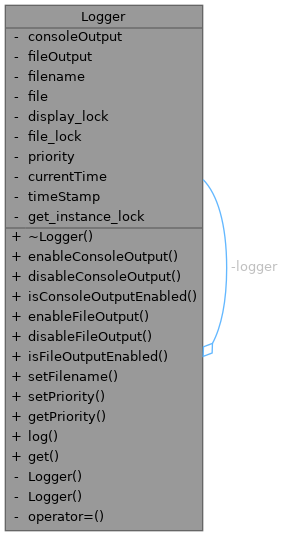 Logger
- consoleOutput
- fileOutput
- filename
- file
- display_lock
- file_lock
- priority
- currentTime
- timeStamp
- get_instance_lock
+ ~Logger()
+ enableConsoleOutput()
+ disableConsoleOutput()
+ isConsoleOutputEnabled()
+ enableFileOutput()
+ disableFileOutput()
+ isFileOutputEnabled()
+ setFilename()
+ setPriority()
+ getPriority()
+ log()
+ get()
- Logger()
- Logger()
- operator=()
-logger